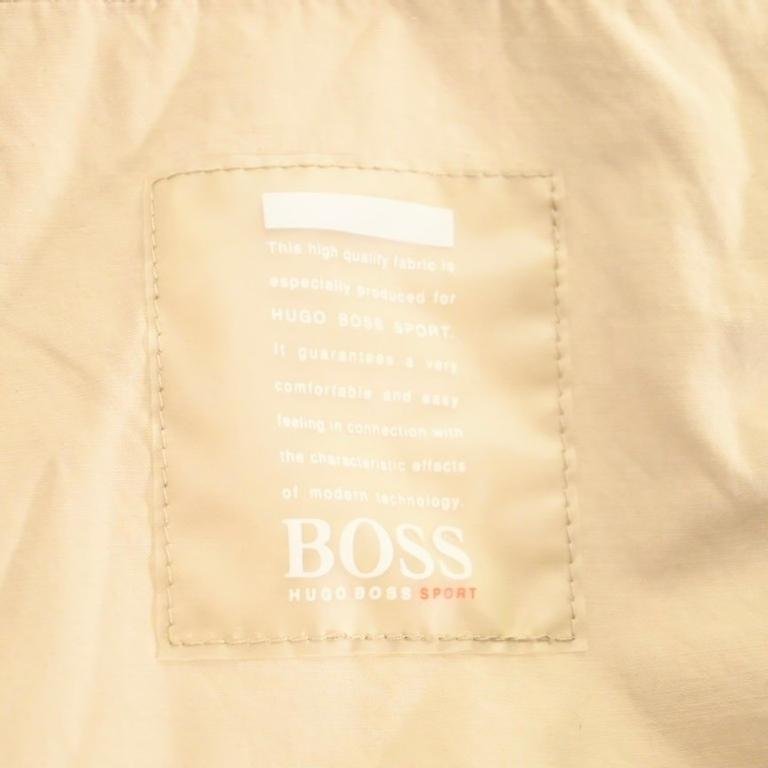 This high quality fabric is
especially produced for
HUGO BOSS SPORT.
It guarantees a very
comfortable and easy
feeling in connection with
the characteristic effects
of modern technology.
BOSS
HUGO BOSS SPORT